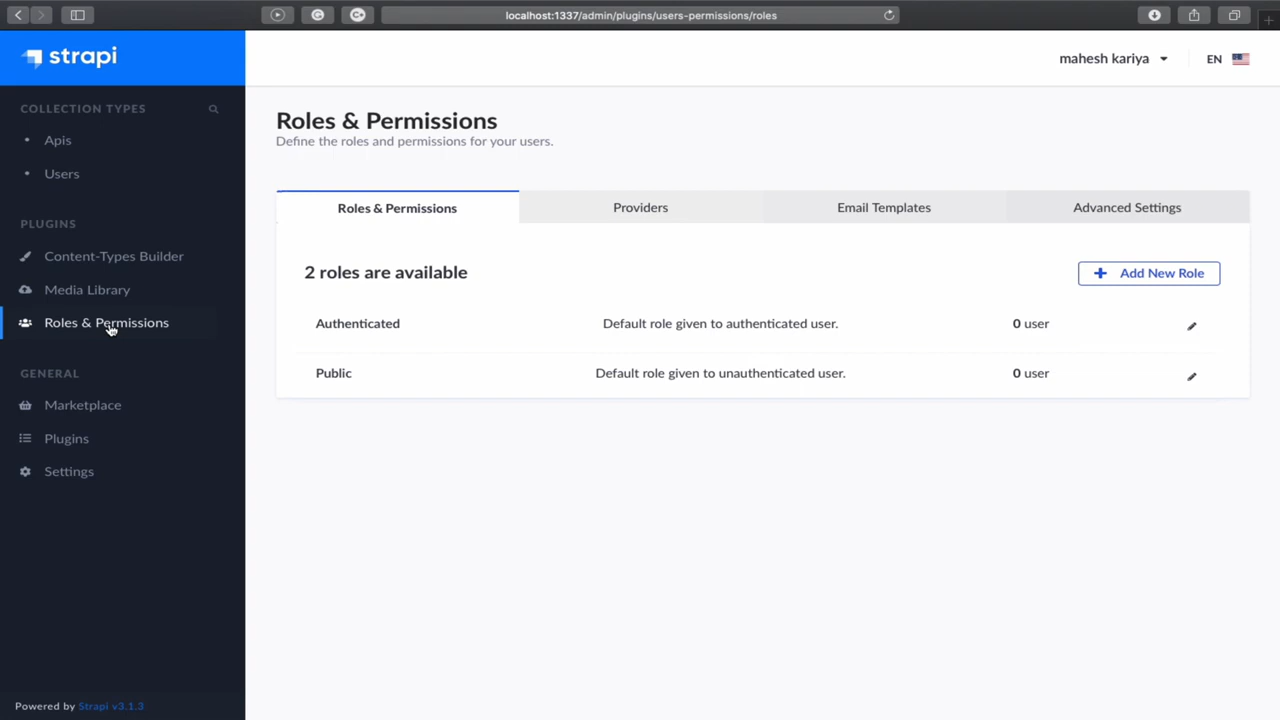 localhost:1337/admin/plugins/users-permissions/roles
strapi
mahesh kariya
EN
COLLECTION TYPES
Apis
Users
PLUGINS
Content-Types Builder
Media Library
Roles & Permissions
GENERAL
Marketplace
Plugins
Settings
Powered by Strapi v3.1.3
Roles & Permissions
Define the roles and permissions for your users.
Roles & Permissions
Providers
Email Templates
Advanced Settings
2 roles are available
Add New Role
Authenticated
Default role given to authenticated user.
0 user
Public
Default role given to unauthenticated user.
0 user